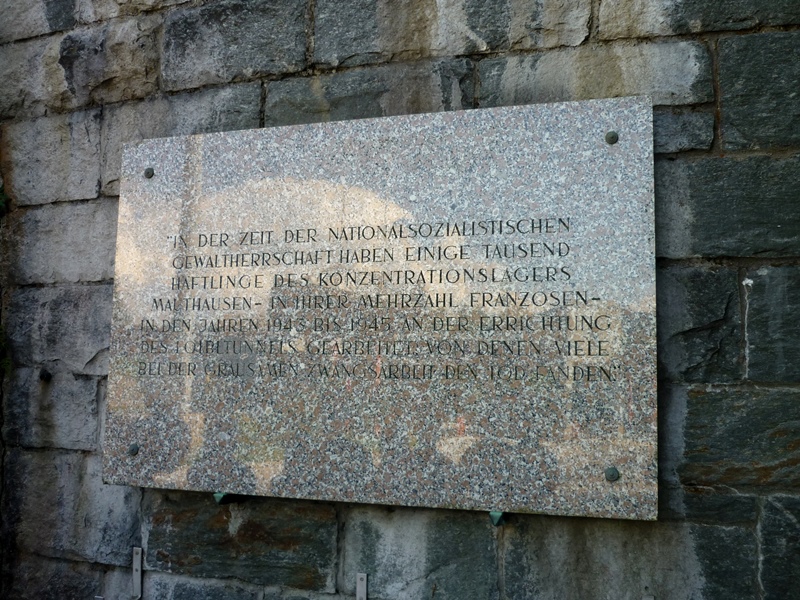 "IN DER ZEIT DER NATIONALSOZIALISTISCHEN
GEWALTHERRSCHAFT HABEN EINIGE TAUSEND
HÄFTLINGE DES KONZENTRATIONSLAGERS
MAUTHAUSEN – IN IHRER MEHRZAHL FRANZOSEN –
IN DEN JAHREN 1943 BIS 1945 AN DER ERRICHTUNG
DES LOIBLTUNNELS GEARBEITET, VON DENEN VIELE
BEI DER GRAUSAMEN ZWANGSARBEIT DEN TOD FANDEN."